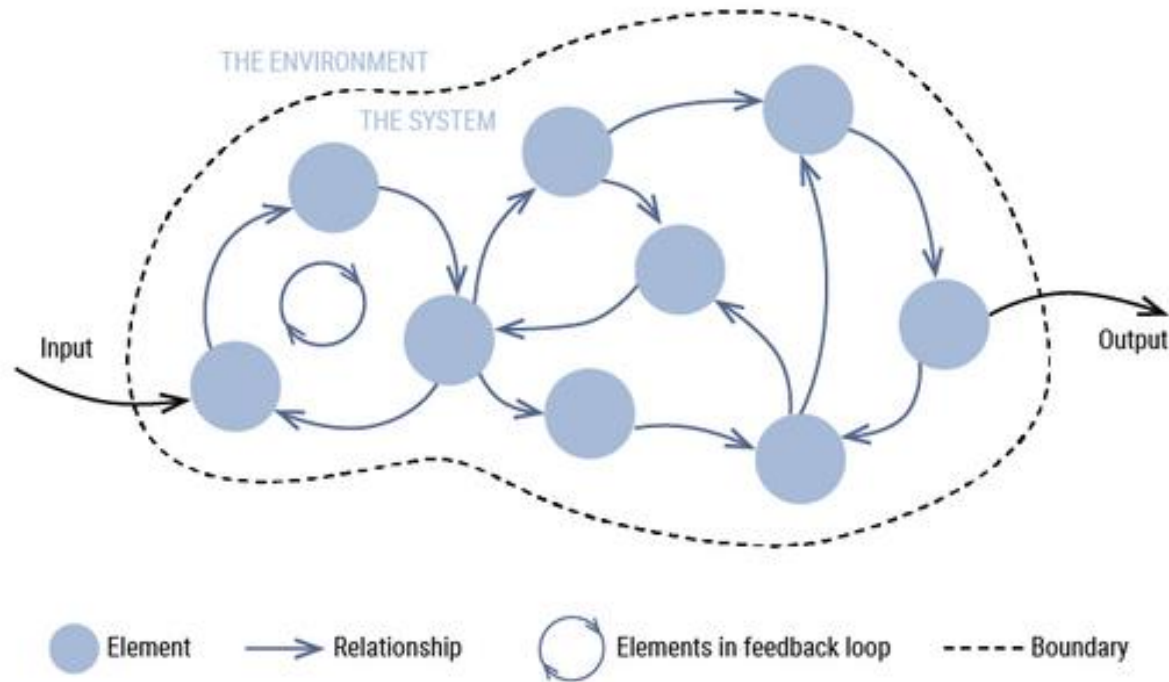 THE ENVIRONMENT
THE SYSTEM
Input
Output
Element
Relationship
Elements in feedback loop
Boundary